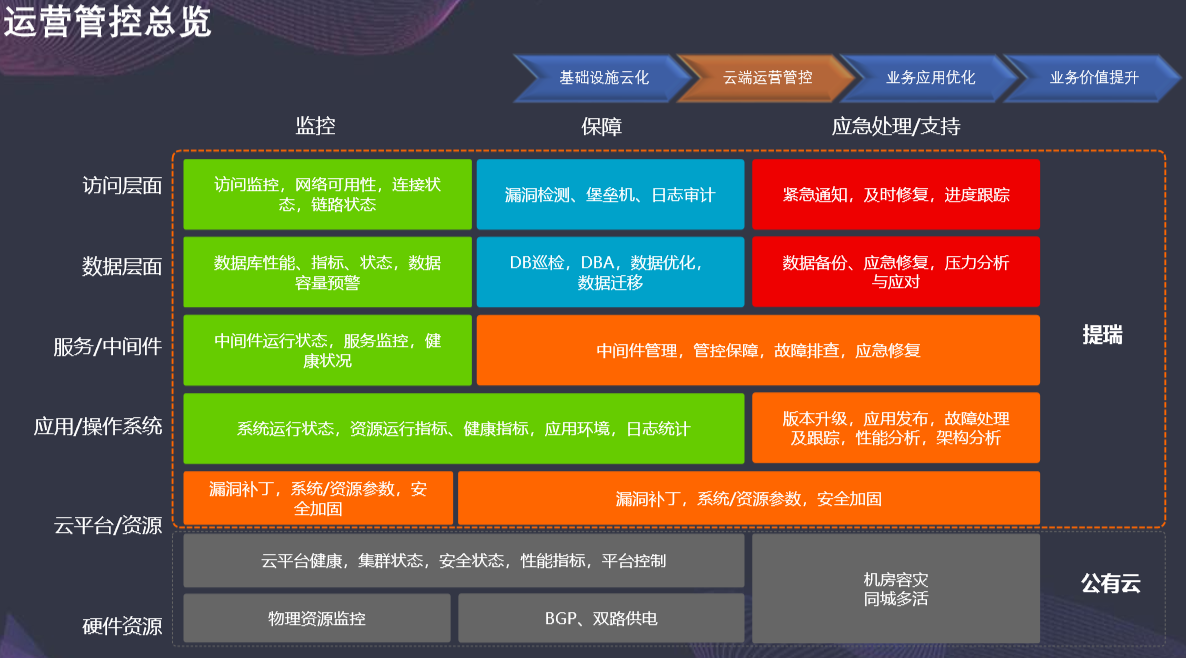 运营管控总览
基础设施云化
云端运营管控
业务应用优化
业务价值提升
监控
保障
应急处理/支持
访问层面
访问监控，网络可用性，连接状
态，链路状态
漏洞检测、堡垒机、日志审计
紧急通知，及时修复，进度跟踪
数据层面
数据库性能、指标、状态，数据
容量预警
DB巡检，DBA，数据优化，
数据迁移
数据备份、应急修复，压力分析
与应对
服务/中间件
中间件运行状态，服务监控，健
康状况
中间件管理，管控保障，故障排查，应急修复
提瑞
应用/操作系统
系统运行状态，资源运行指标、健康指标，应用环境，日志统计
版本升级，应用发布，故障处理
及跟踪，性能分析，架构分析
云平台/资源
漏洞补丁，系统/资源参数，安
全加固
漏洞补丁，系统/资源参数，安全加固
云平台健康，集群状态，安全状态，性能指标，平台控制
机房容灾
同城多活
公有云
硬件资源
物理资源监控
BGP、双路供电